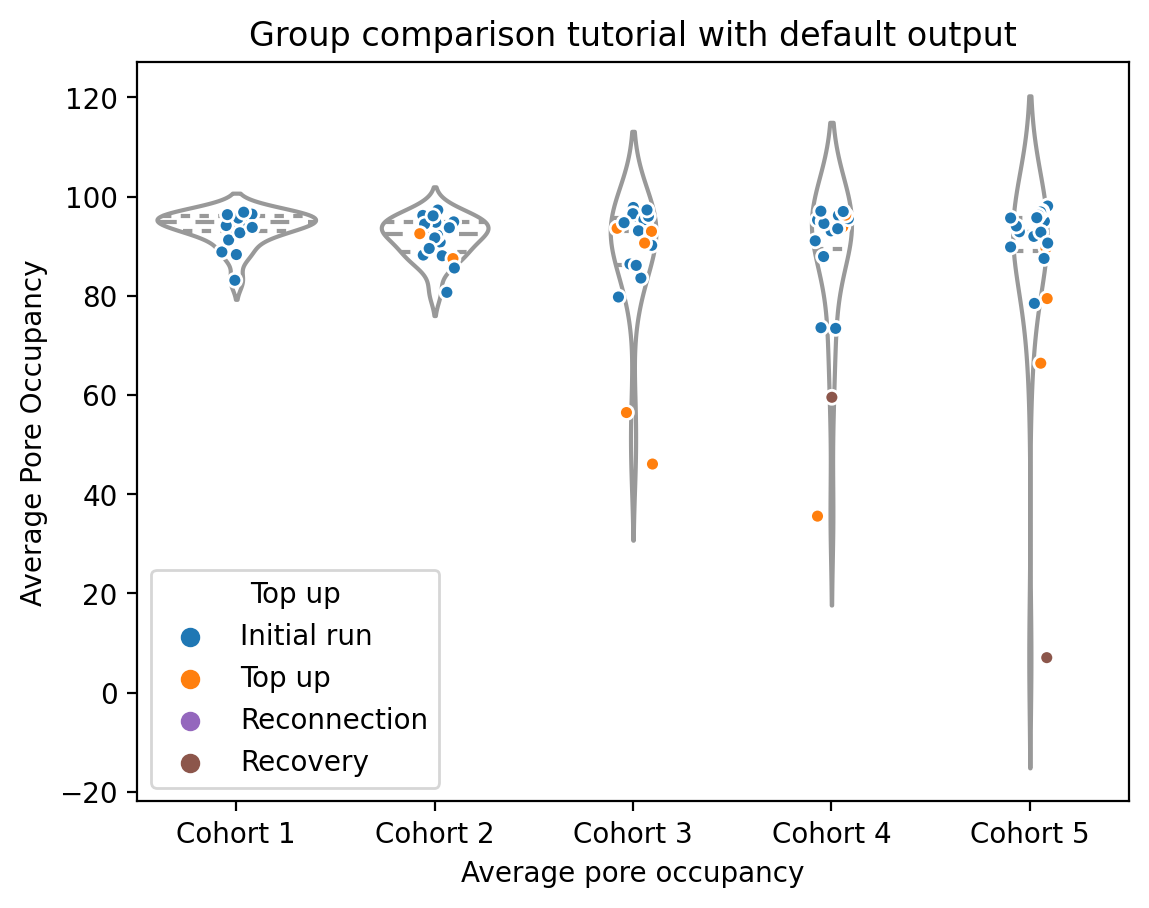 Group comparison tutorial with default output
Average Pore Occupancy
120
100
80
60
40
20
0
−20
Top up
Initial run
Top up
Reconnection
Recovery
Cohort 1 Cohort 2 Cohort 3 Cohort 4 Cohort 5
Average pore occupancy